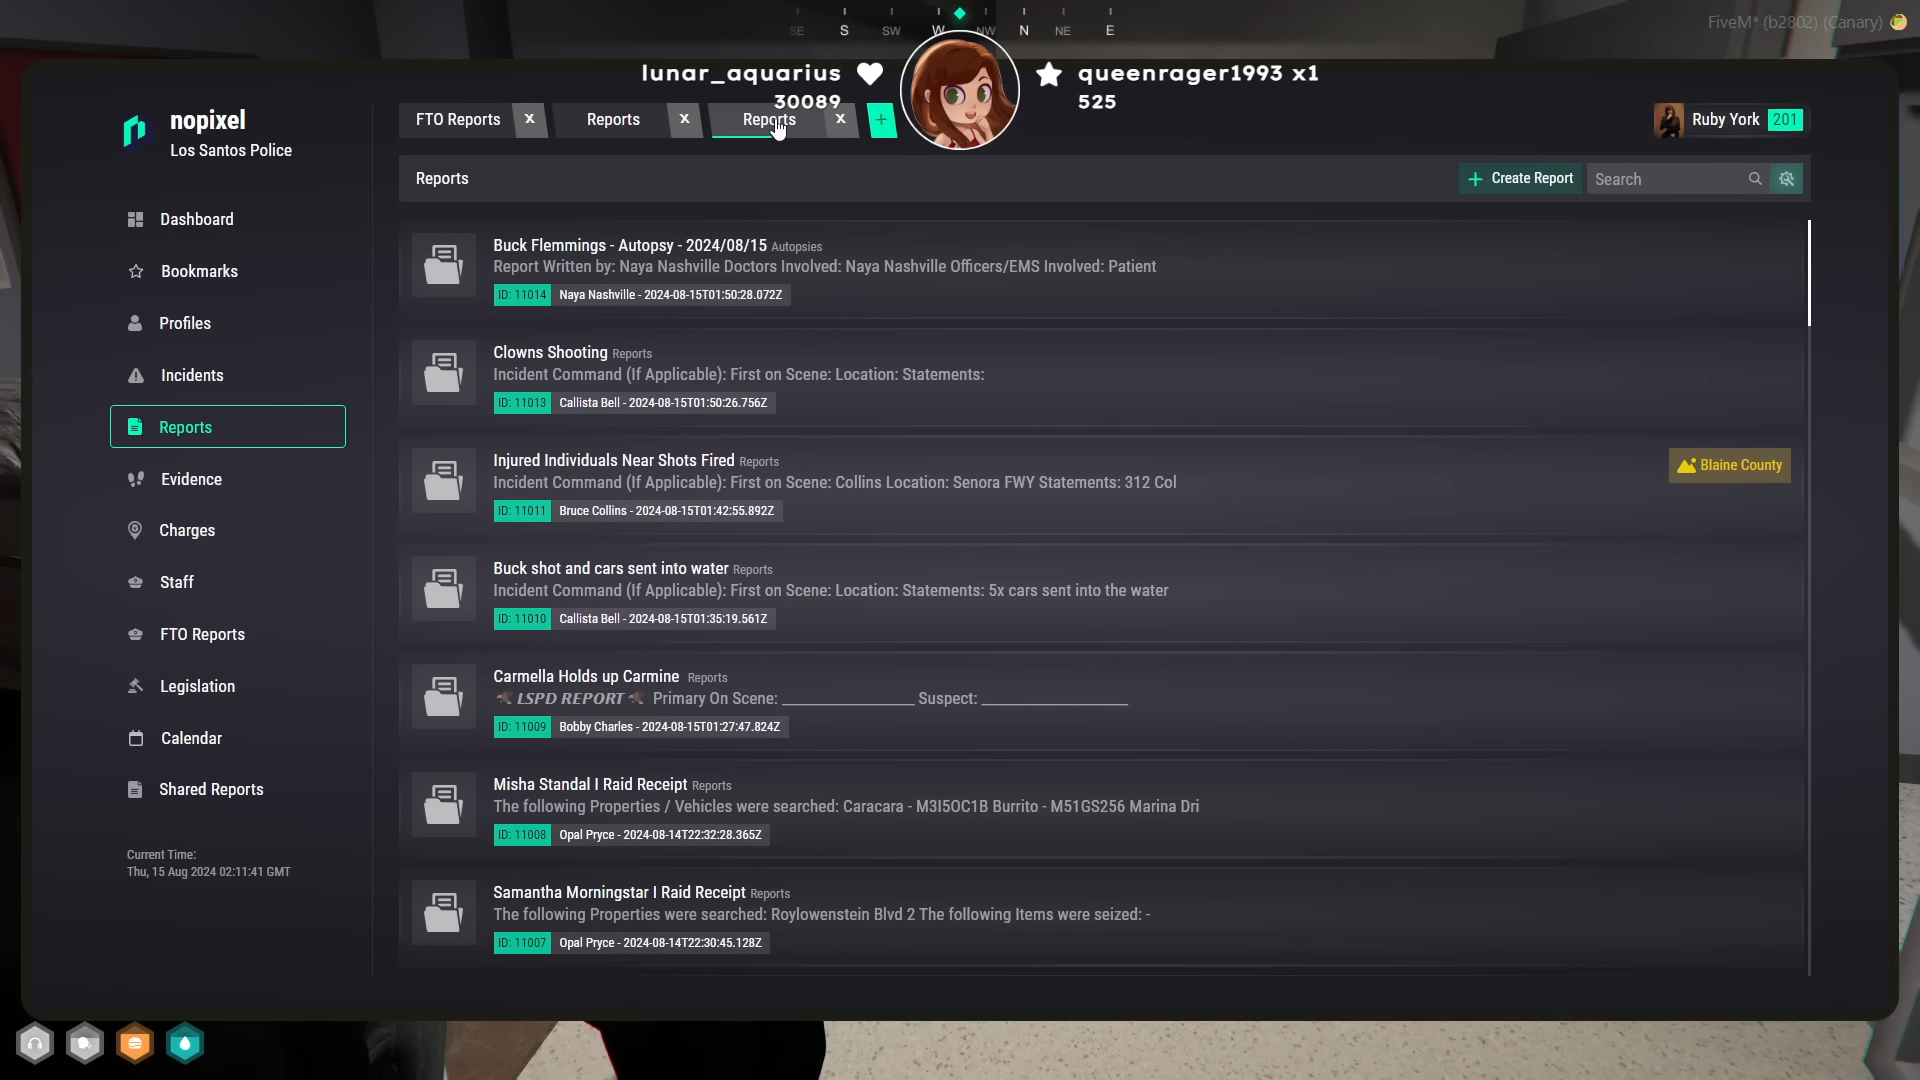 SE S SW W NW N NE E
FiveM* (b2802) (Canary)
lunar_aquarius
30089
queenrager1993 x1
525
nopixel
Los Santos Police
FTO Reports x
Reports x
Reports x
+
Ruby York 201
Reports
+ Create Report
Search
Dashboard
Bookmarks
Profiles
Incidents
Reports
Evidence
Charges
Staff
FTO Reports
Legislation
Calendar
Shared Reports
Current Time:
Thu, 15 Aug 2024 02:11:41 GMT
Buck Flemmings - Autopsy - 2024/08/15 Autopsies
Report Written by: Naya Nashville Doctors Involved: Naya Nashville Officers/EMS Involved: Patient
ID: 11014 Naya Nashville - 2024-08-15T01:50:28.072Z
Clowns Shooting Reports
Incident Command (If Applicable): First on Scene: Location: Statements:
ID: 11013 Callista Bell - 2024-08-15T01:50:26.756Z
Injured Individuals Near Shots Fired Reports
Incident Command (If Applicable): First on Scene: Collins Location: Senora FWY Statements: 312 Col
ID: 11011 Bruce Collins - 2024-08-15T01:42:55.892Z
Blaine County
Buck shot and cars sent into water Reports
Incident Command (If Applicable): First on Scene: Location: Statements: 5x cars sent into the water
ID: 11010 Callista Bell - 2024-08-15T01:35:19.561Z
Carmella Holds up Carmine Reports
LSPD REPORT Primary On Scene: __________________ Suspect: ____________________
ID: 11009 Bobby Charles - 2024-08-15T01:27:47.824Z
Misha Standal I Raid Receipt Reports
The following Properties / Vehicles were searched: Caracara - M3I5OC1B Burrito - M51GS256 Marina Dri
ID: 11008 Opal Pryce - 2024-08-14T22:32:28.365Z
Samantha Morningstar I Raid Receipt Reports
The following Properties were searched: Roylowenstein Blvd 2 The following Items were seized: -
ID: 11007 Opal Pryce - 2024-08-14T22:30:45.128Z